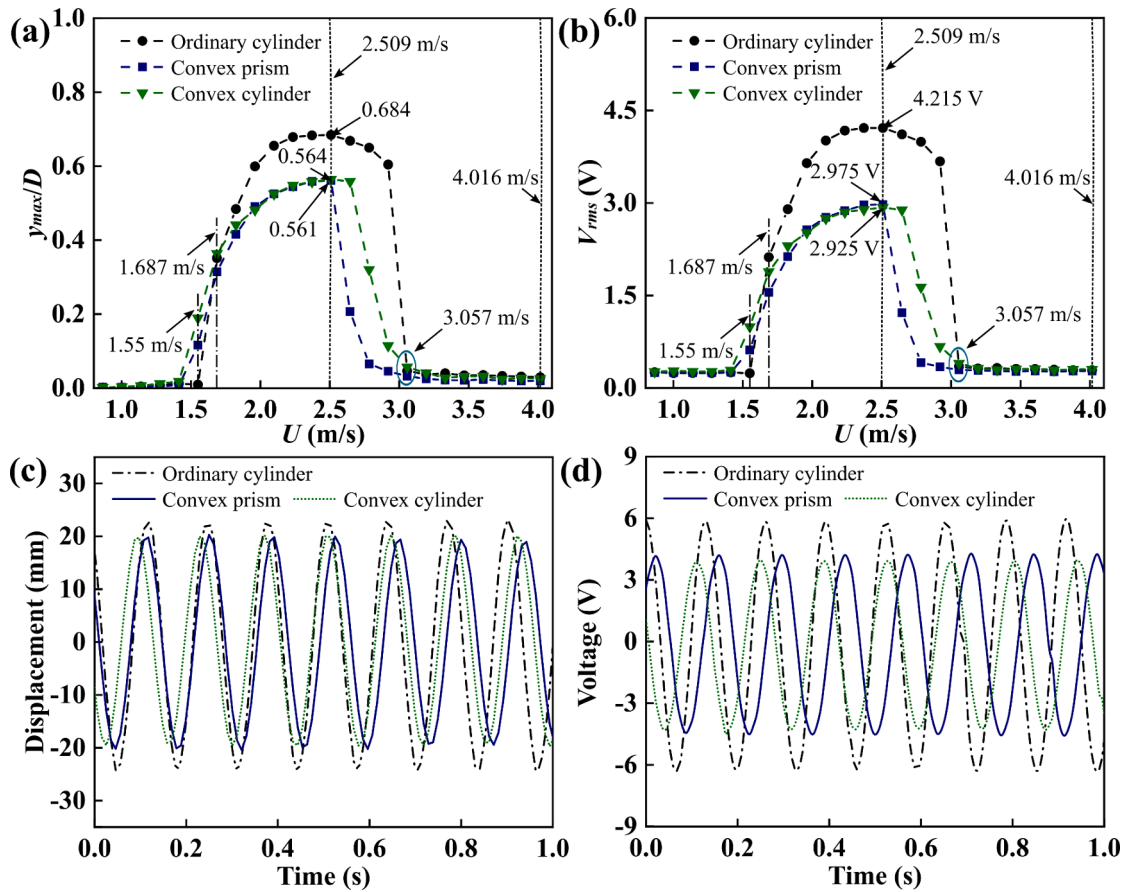 (a)
1.0
0.8
0.6
0.4
0.2
0.0
y_max/D
Ordinary cylinder
Convex prism
Convex cylinder
2.509 m/s
0.684
0.564
0.561
4.016 m/s
1.687 m/s
1.55 m/s
3.057 m/s
1.0 1.5 2.0 2.5 3.0 3.5 4.0
U (m/s)
(b)
6.0
4.5
3.0
1.5
0.0
V_rms (V)
Ordinary cylinder
Convex prism
Convex cylinder
2.509 m/s
4.215 V
2.975 V
2.925 V
4.016 m/s
1.687 m/s
1.55 m/s
3.057 m/s
1.0 1.5 2.0 2.5 3.0 3.5 4.0
U (m/s)
(c)
30
20
10
0
-10
-20
-30
Displacement (mm)
Ordinary cylinder
Convex prism Convex cylinder
0.0 0.2 0.4 0.6 0.8 1.0
Time (s)
(d)
9
6
3
0
-3
-6
-9
Voltage (V)
Ordinary cylinder
Convex prism Convex cylinder
0.0 0.2 0.4 0.6 0.8 1.0
Time (s)